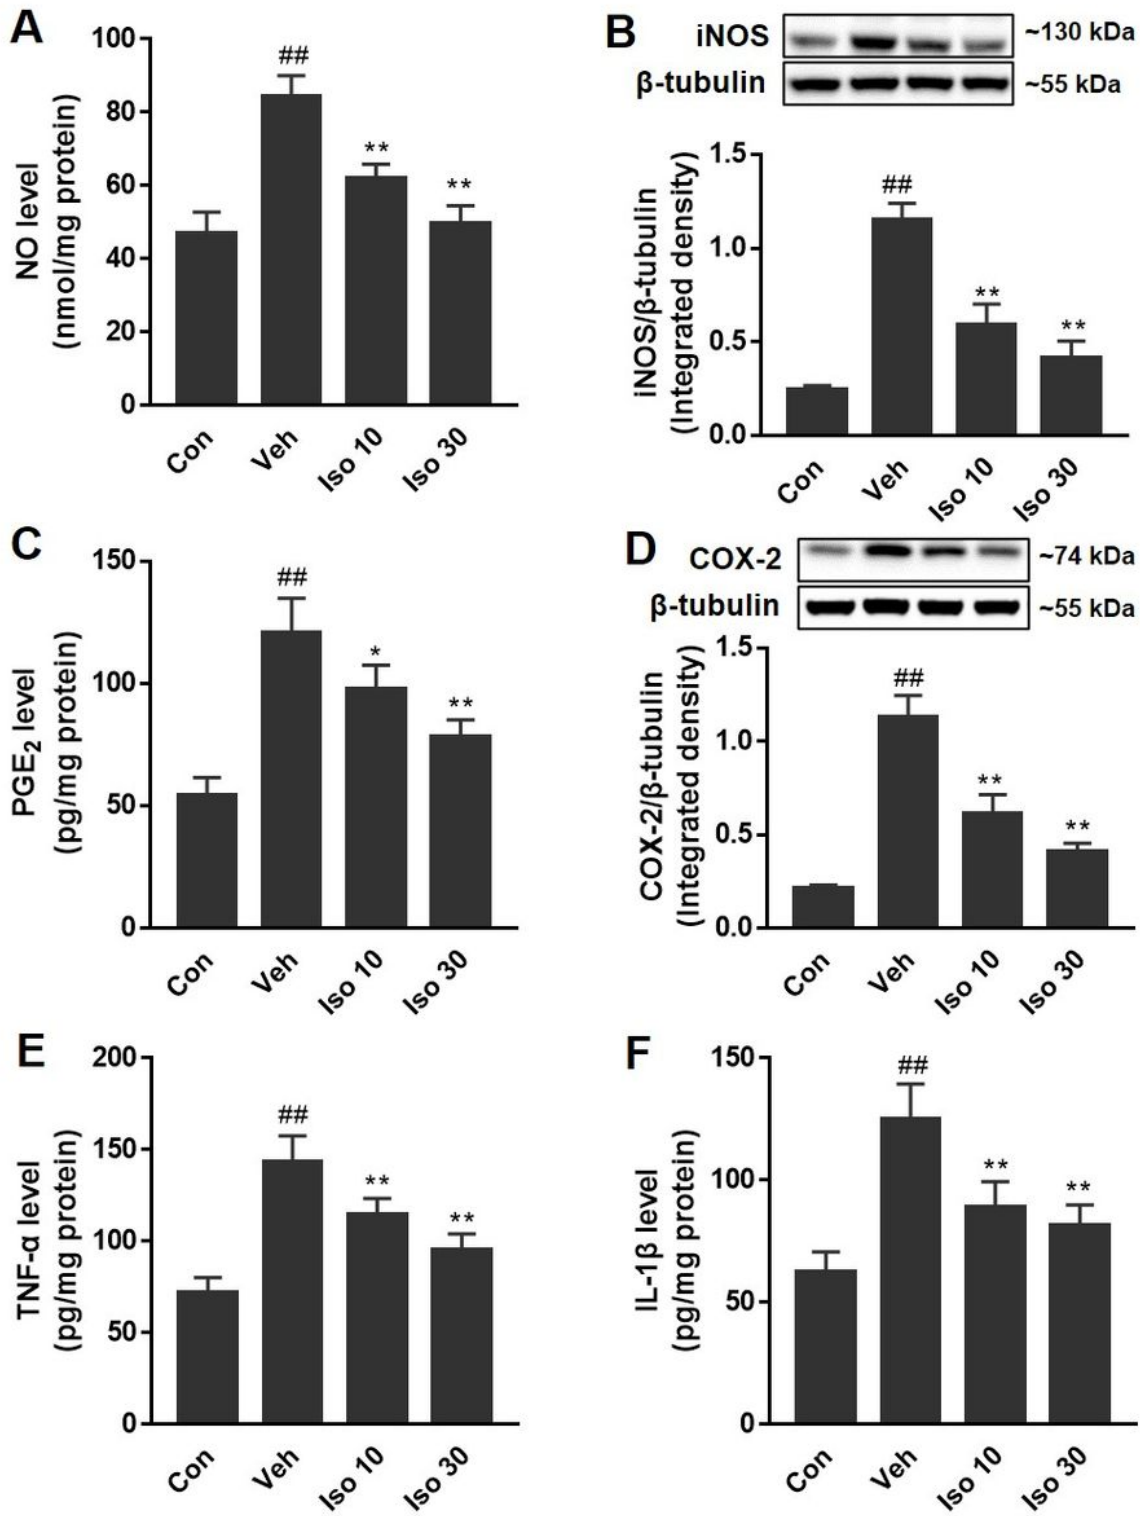 A
NO level
(nmol/mg protein)
100
80
60
40
20
0
##
**
**
Con
Veh
Iso 10
Iso 30
B
iNOS
~130 kDa
β-tubulin
~55 kDa
iNOS/β-tubulin
(Integrated density)
1.5
1.0
0.5
0.0
##
**
**
Con
Veh
Iso 10
Iso 30
C
PGE₂ level
(pg/mg protein)
150
100
50
0
##
*
**
Con
Veh
Iso 10
Iso 30
D
COX-2
~74 kDa
β-tubulin
~55 kDa
COX-2/β-tubulin
(Integrated density)
1.5
1.0
0.5
0.0
##
**
**
Con
Veh
Iso 10
Iso 30
E
TNF-α level
(pg/mg protein)
200
150
100
50
0
##
**
**
Con
Veh
Iso 10
Iso 30
F
IL-1β level
(pg/mg protein)
150
100
50
0
##
**
**
Con
Veh
Iso 10
Iso 30